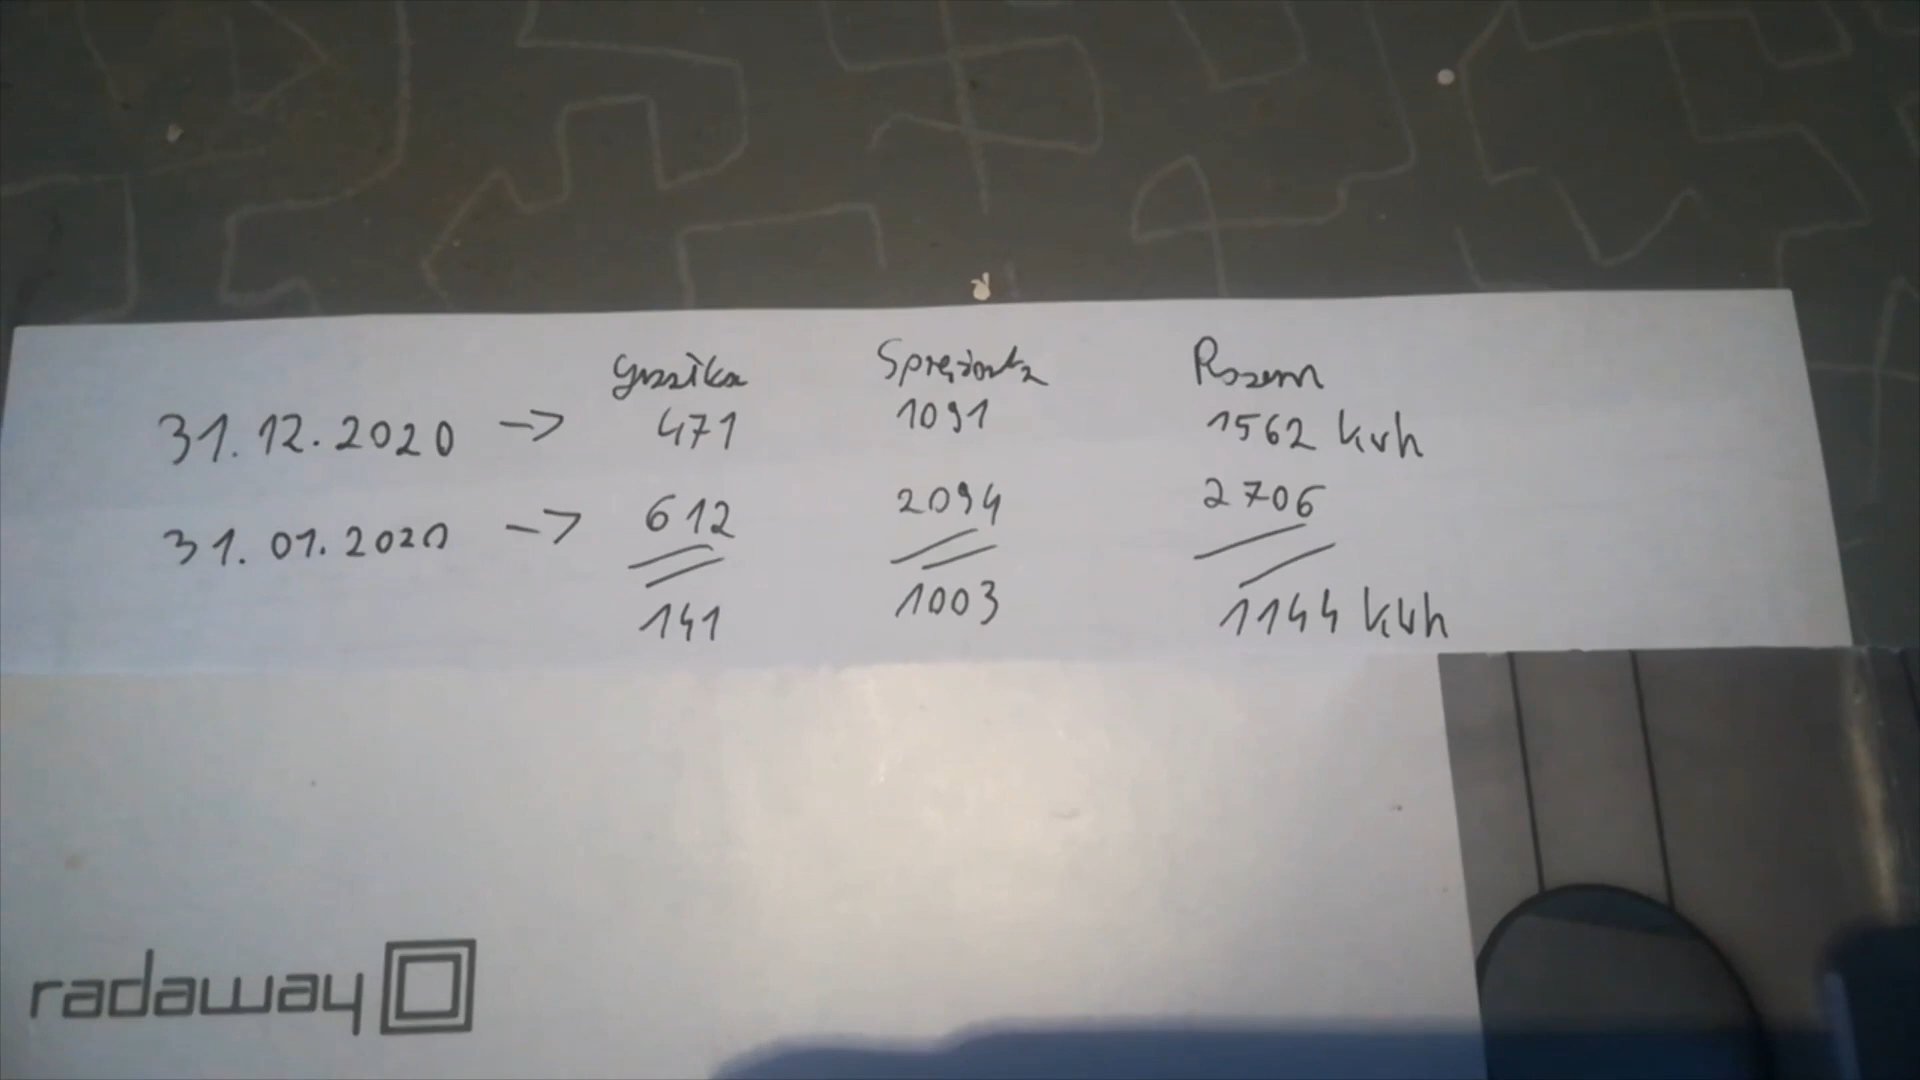 Grzałka Sprężarka Razem
31.12.2020 -> 471 1091 1562 kwh
31.01.2020 -> 612 2094 2706
141 1003 1144 kwh
radaway